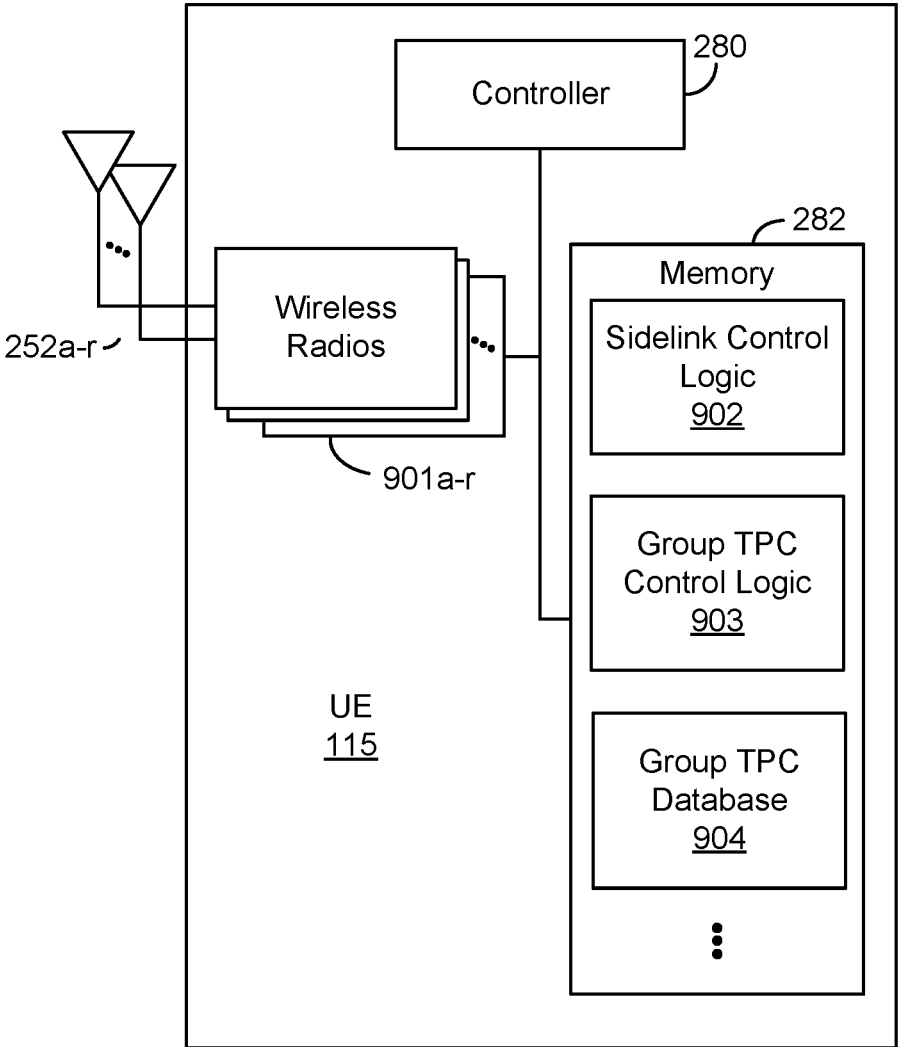 280
Controller
282
Memory
Wireless
Radios
Sidelink Control
Logic
902
252a-r
901a-r
Group TPC
Control Logic
903
UE
115
Group TPC
Database
904